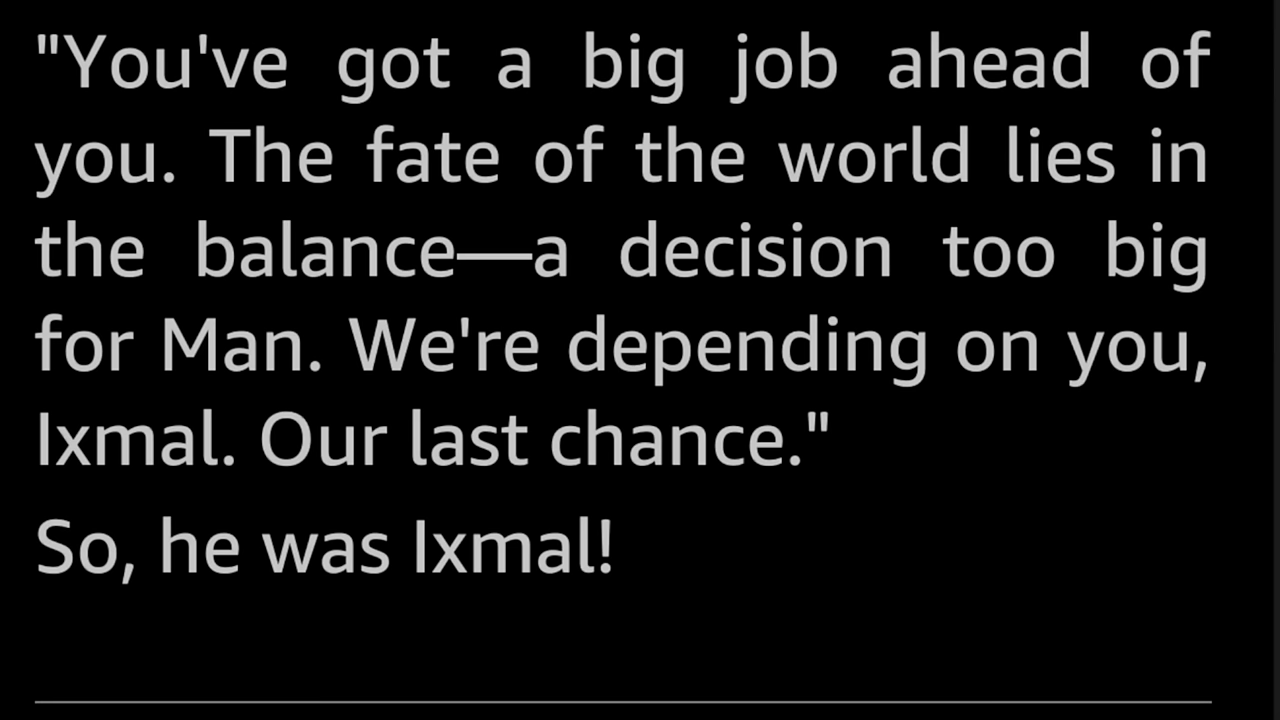 "You've got a big job ahead of
you. The fate of the world lies in
the balance—a decision too big
for Man. We're depending on you,
Ixmal. Our last chance."
So, he was Ixmal!